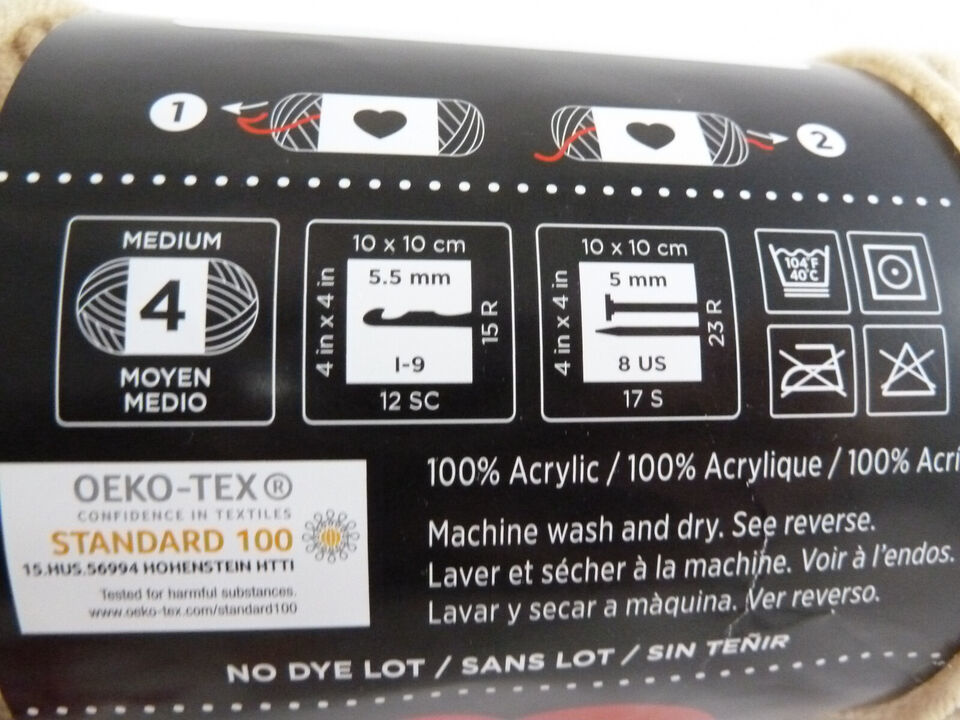 1
2
MEDIUM
4
MOYEN
MEDIO
10 x 10 cm
4 in x 4 in
5.5 mm
I-9
15 R
12 SC
10 x 10 cm
4 in x 4 in
5 mm
8 US
23 R
17 S
104°F
40°C
100% Acrylic / 100% Acrylique / 100% Acrí
OEKO-TEX®
CONFIDENCE IN TEXTILES
STANDARD 100
15.HUS.56994 HOHENSTEIN HTTI
Tested for harmful substances.
www.oeko-tex.com/standard100
Machine wash and dry. See reverse.
Laver et sécher à la machine. Voir à l'endos.
Lavar y secar a màquina. Ver reverso.
NO DYE LOT / SANS LOT / SIN TEÑIR